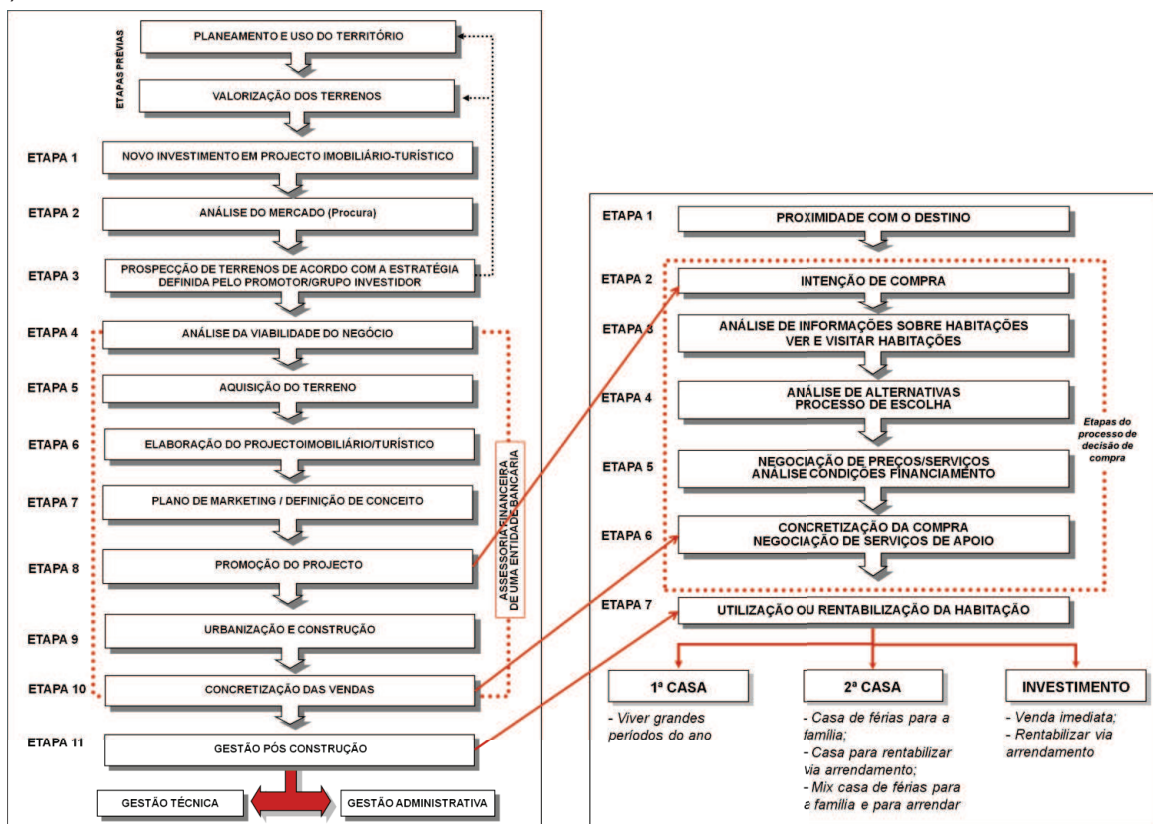 ETAPAS PRÉVIAS
PLANEAMENTO E USO DO TERRITÓRIO
VALORIZAÇÃO DOS TERRENOS
ETAPA 1
NOVO INVESTIMENTO EM PROJECTO IMOBILIÁRIO-TURÍSTICO
ETAPA 2
ANÁLISE DO MERCADO (Procura)
ETAPA 3
PROSPECÇÃO DE TERRENOS DE ACORDO COM A ESTRATÉGIA
DEFINIDA PELO PROMOTOR/GRUPO INVESTIDOR
ETAPA 4
ANÁLISE DA VIABILIDADE DO NEGÓCIO
ETAPA 5
AQUISIÇÃO DO TERRENO
ETAPA 6
ELABORAÇÃO DO PROJECTOIMOBILIÁRIO/TURÍSTICO
ETAPA 7
PLANO DE MARKETING / DEFINIÇÃO DE CONCEITO
ETAPA 8
PROMOÇÃO DO PROJECTO
ETAPA 9
URBANIZAÇÃO E CONSTRUÇÃO
ETAPA 10
CONCRETIZAÇÃO DAS VENDAS
ETAPA 11
GESTÃO PÓS CONSTRUÇÃO
GESTÃO TÉCNICA
GESTÃO ADMINISTRATIVA
ASSESSORIA FINANCEIRA
DE UMA ENTIDADE BANCÁRIA
ETAPA 1
PROXIMIDADE COM O DESTINO
ETAPA 2
INTENÇÃO DE COMPRA
ETAPA 3
ANÁLISE DE INFORMAÇÕES SOBRE HABITAÇÕES
VER E VISITAR HABITAÇÕES
ETAPA 4
ANÁLISE DE ALTERNATIVAS
PROCESSO DE ESCOLHA
ETAPA 5
NEGOCIAÇÃO DE PREÇOS/SERVIÇOS
ANÁLISE CONDIÇÕES FINANCIAMENTO
ETAPA 6
CONCRETIZAÇÃO DA COMPRA
NEGOCIAÇÃO DE SERVIÇOS DE APOIO
Etapas do
processo de
decisão de
compra
ETAPA 7
UTILIZAÇÃO OU RENTABILIZAÇÃO DA HABITAÇÃO
1ª CASA
- Viver grandes
períodos do ano
2ª CASA
- Casa de férias para a
família;
- Casa para rentabilizar
via arrendamento;
- Mix casa de férias para
a família e para arrendar
INVESTIMENTO
- Venda imediata;
- Rentabilizar via
arrendamento